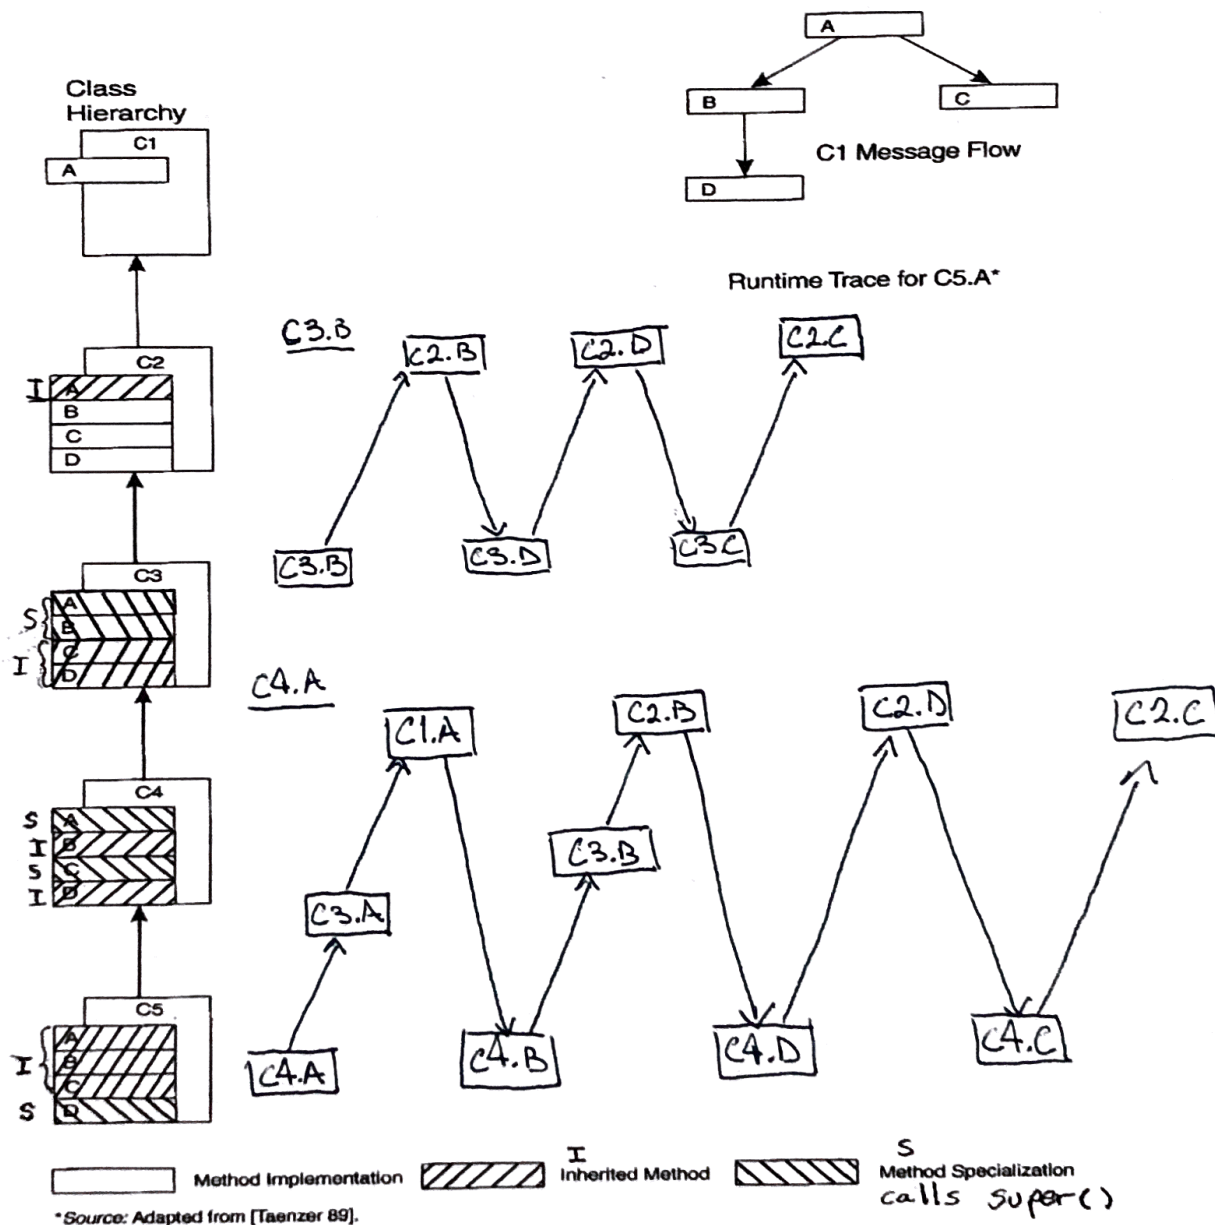 A
B
C
C1 Message Flow
D
Class
Hierarchy
C1
A
Runtime Trace for C5.A*
C3.B
C2.B
C2.D
C2.C
C2
I
A
B
C
D
C3.B
C3.D
C3C
C3
S
A
B
I
C
D
C4.A
C1.A
C2.B
C2.D
C2.C
C3.A
C3.B
C4
S
A
I
B
S
C
I
D
C4.A
C4.B
C4.D
C4.C
C5
I
A
B
C
S
D
Method Implementation
I
Inherited Method
S
Method Specialization
calls super()
*Source: Adapted from [Taenzer 89].